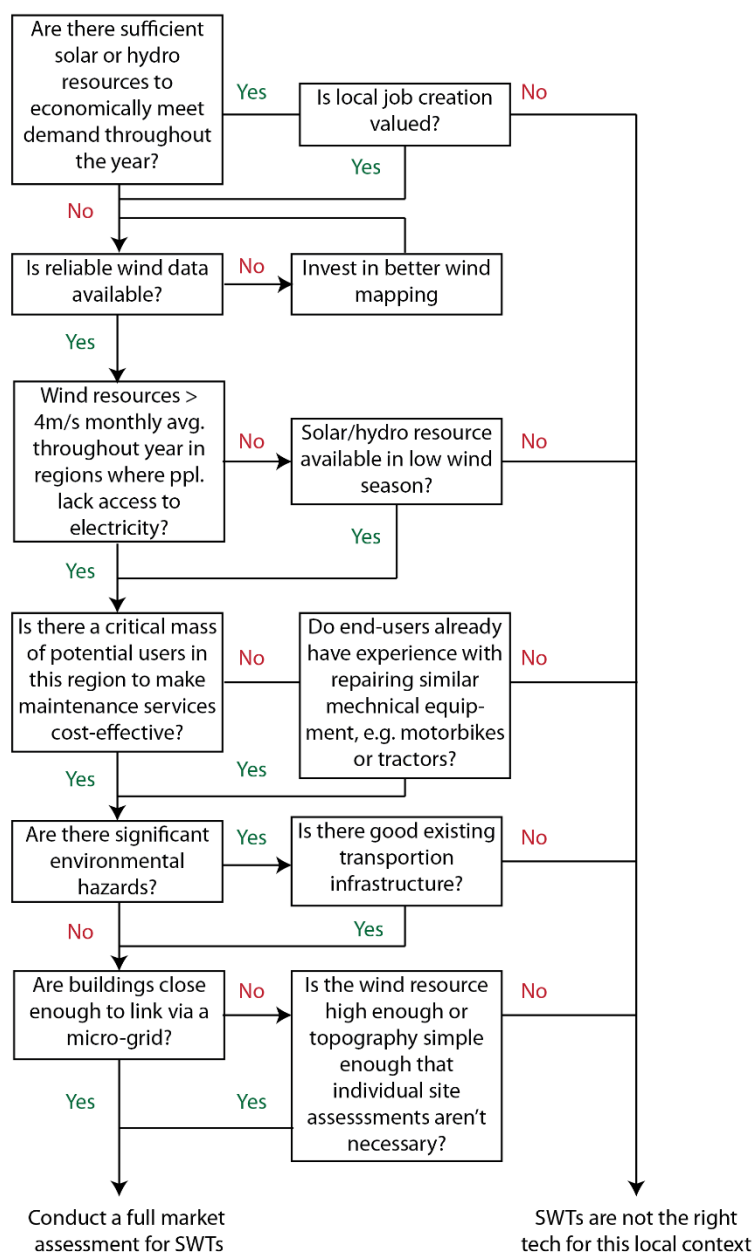 Are there sufficient
solar or hydro
resources to
economically meet
demand throughout
the year?
Yes
Is local job creation
valued?
No
Yes
No
Is reliable wind data
available?
No
Invest in better wind
mapping
Yes
Wind resources >
4m/s monthly avg.
throughout year in
regions where ppl.
lack access to
electricity?
No
Solar/hydro resource
available in low wind
season?
No
Yes
Yes
Is there a critical mass
of potential users in
this region to make
maintenance services
cost-effective?
No
Do end-users already
have experience with
repairing similar
mechnical equip-
ment, e.g. motorbikes
or tractors?
No
Yes
Yes
Are there significant
environmental
hazards?
Yes
Is there good existing
transportion
infrastructure?
No
Yes
No
Are buildings close
enough to link via a
micro-grid?
No
Is the wind resource
high enough or
topography simple
enough that
individual site
assesssments aren't
necessary?
No
Yes
Yes
Conduct a full market
assessment for SWTs
SWTs are not the right
tech for this local context